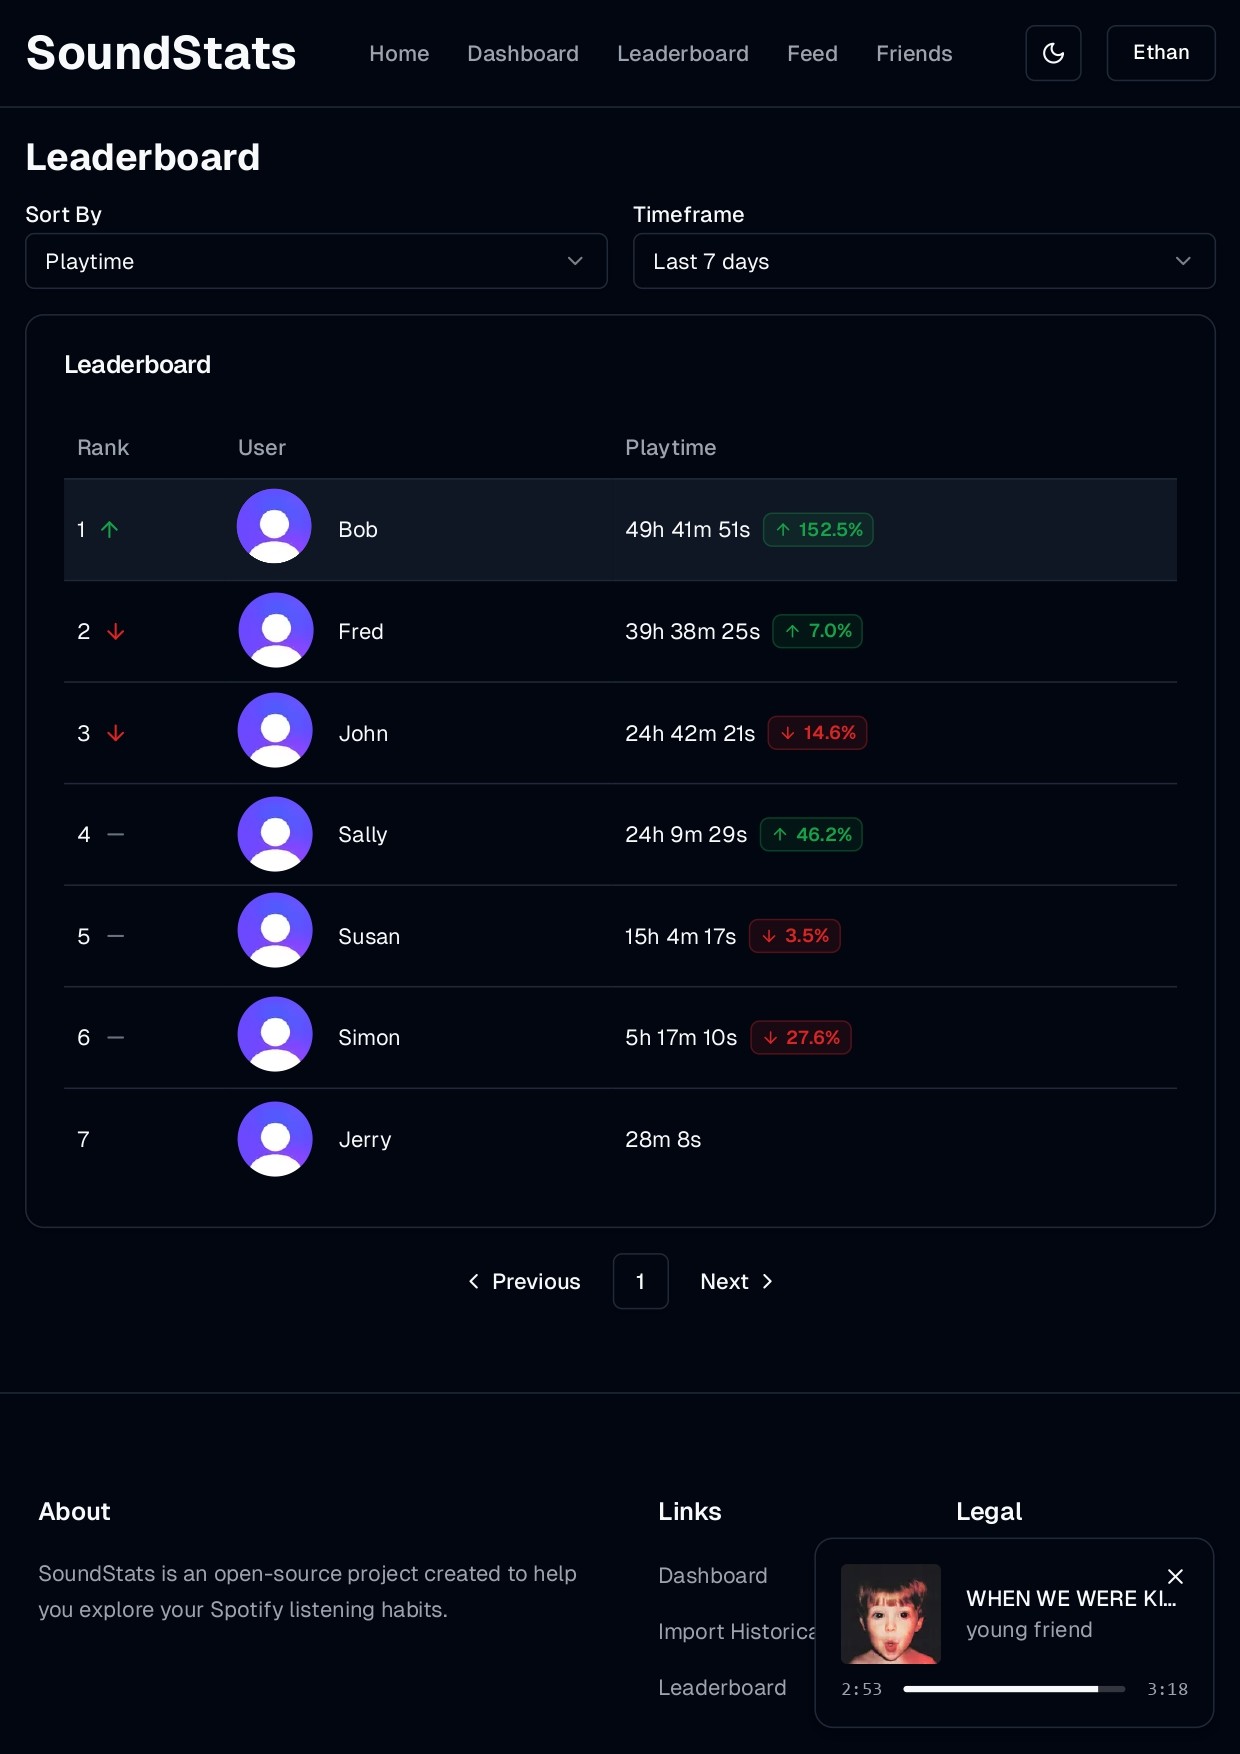 SoundStats
Home Dashboard Leaderboard Feed Friends
Ethan
Leaderboard
Sort By
Timeframe
Playtime
Last 7 days
Leaderboard
Rank User Playtime
1 Bob 49h 41m 51s 152.5%
2 Fred 39h 38m 25s 7.0%
3 John 24h 42m 21s 14.6%
4 Sally 24h 9m 29s 46.2%
5 Susan 15h 4m 17s 3.5%
6 Simon 5h 17m 10s 27.6%
7 Jerry 28m 8s
Previous 1 Next
About
SoundStats is an open-source project created to help
you explore your Spotify listening habits.
Links
Dashboard
Import Historica
Leaderboard
Legal
WHEN WE WERE KI...
young friend
2:53 3:18